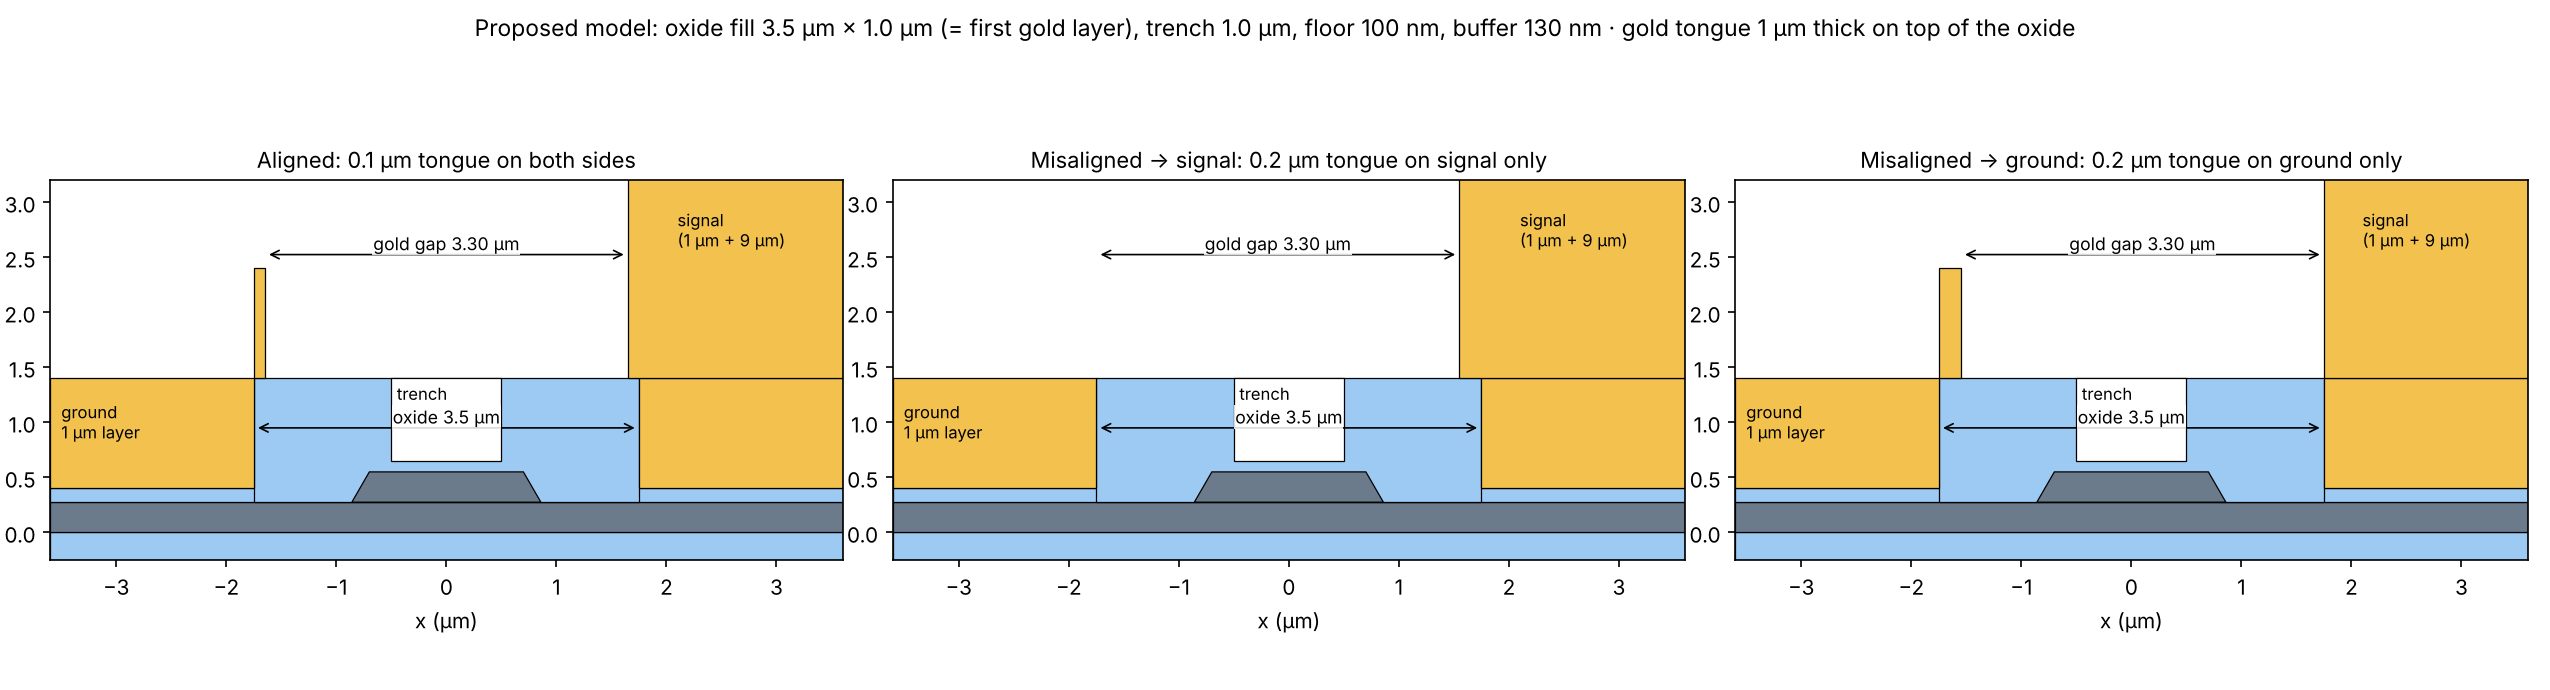 Proposed model: oxide fill 3.5 µm × 1.0 µm (= first gold layer), trench 1.0 µm, floor 100 nm, buffer 130 nm · gold tongue 1 µm thick on top of the oxide
Aligned: 0.1 µm tongue on both sides
3.0
2.5
2.0
1.5
1.0
0.5
0.0
signal
(1 µm + 9 µm)
gold gap 3.30 µm
trench
oxide 3.5 µm
ground
1 µm layer
−3
−2
−1
0
1
2
3
x (µm)
Misaligned → signal: 0.2 µm tongue on signal only
3.0
2.5
2.0
1.5
1.0
0.5
0.0
signal
(1 µm + 9 µm)
gold gap 3.30 µm
trench
oxide 3.5 µm
ground
1 µm layer
−3
−2
−1
0
1
2
3
x (µm)
Misaligned → ground: 0.2 µm tongue on ground only
3.0
2.5
2.0
1.5
1.0
0.5
0.0
signal
(1 µm + 9 µm)
gold gap 3.30 µm
trench
oxide 3.5 µm
ground
1 µm layer
−3
−2
−1
0
1
2
3
x (µm)